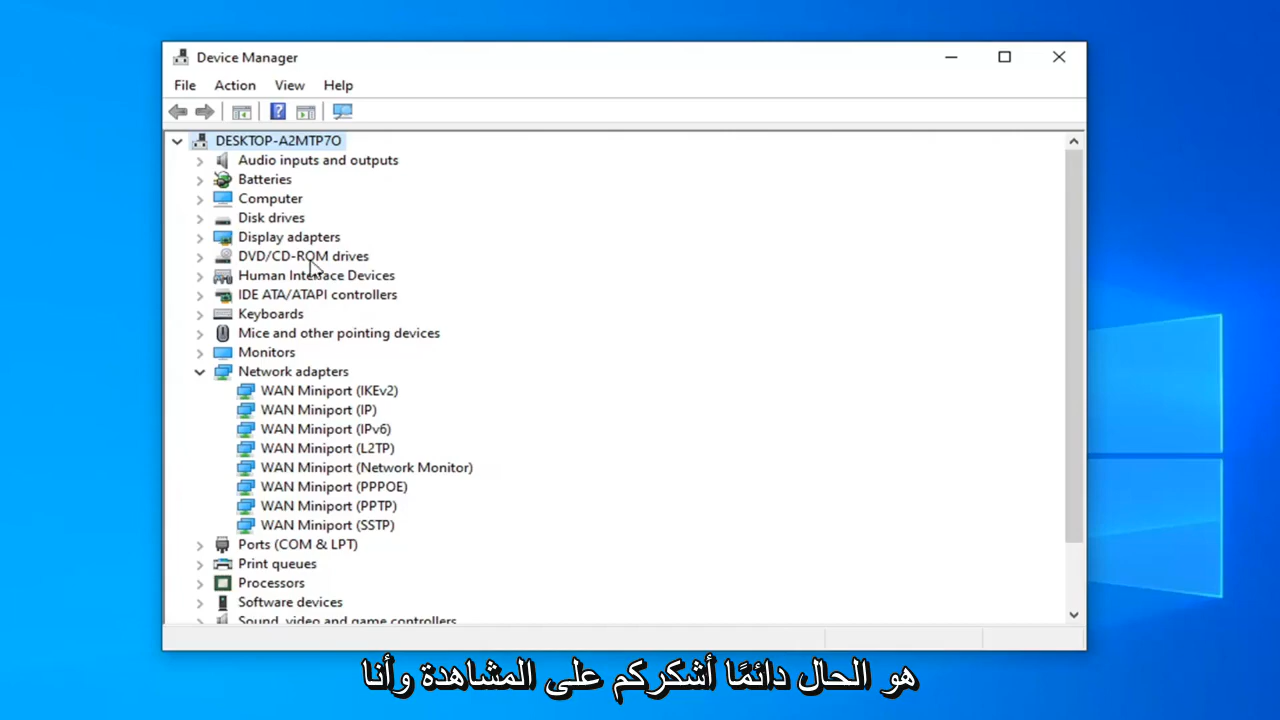 Device Manager
File Action View Help
DESKTOP-A2MTP7O
Audio inputs and outputs
Batteries
Computer
Disk drives
Display adapters
DVD/CD-ROM drives
Human Interface Devices
IDE ATA/ATAPI controllers
Keyboards
Mice and other pointing devices
Monitors
Network adapters
WAN Miniport (IKEv2)
WAN Miniport (IP)
WAN Miniport (IPv6)
WAN Miniport (L2TP)
WAN Miniport (Network Monitor)
WAN Miniport (PPPOE)
WAN Miniport (PPTP)
WAN Miniport (SSTP)
Ports (COM & LPT)
Print queues
Processors
Software devices
Sound, video and game controllers
هو الحال دائمًا أشكركم على المشاهدة وأنا